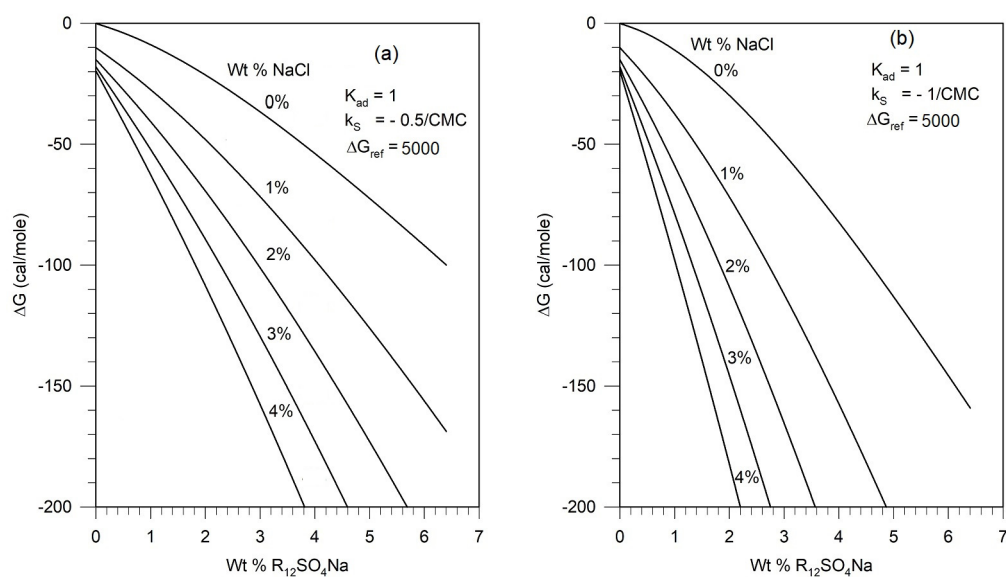 (a)
Wt % NaCl
0%
K_ad = 1
k_S = - 0.5/CMC
ΔG_ref = 5000
1%
2%
3%
4%
0
-50
-100
-150
-200
ΔG (cal/mole)
0 1 2 3 4 5 6 7
Wt % R₁₂SO₄Na
(b)
Wt % NaCl
0%
K_ad = 1
k_S = - 1/CMC
ΔG_ref = 5000
1%
2%
3%
4%
0
-50
-100
-150
-200
ΔG (cal/mole)
0 1 2 3 4 5 6 7
Wt % R₁₂SO₄Na